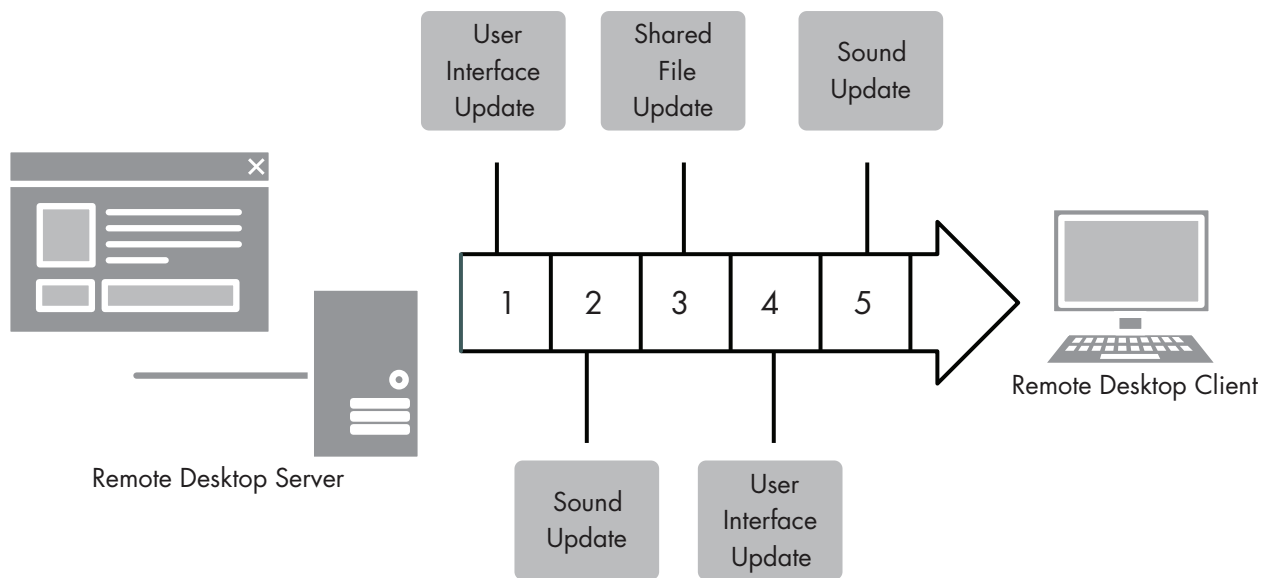 User
Interface
Update
Shared
File
Update
Sound
Update
1
2
3
4
5
Remote Desktop Client
Remote Desktop Server
Sound
Update
User
Interface
Update